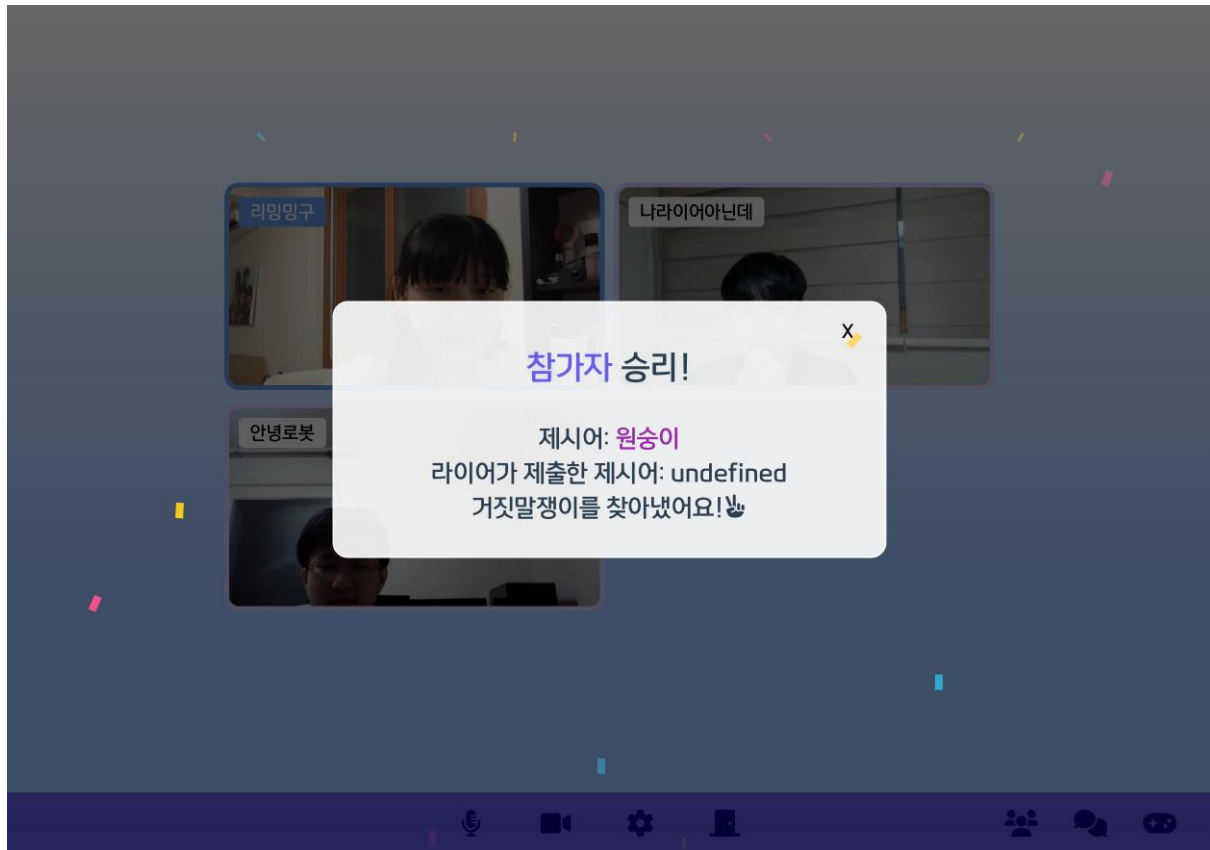 리밍밍구
나라이어아닌데
X
참가자 승리!
안녕로봇
제시어: 원숭이
라이어가 제출한 제시어: undefined
거짓말쟁이를 찾아냈어요!✌